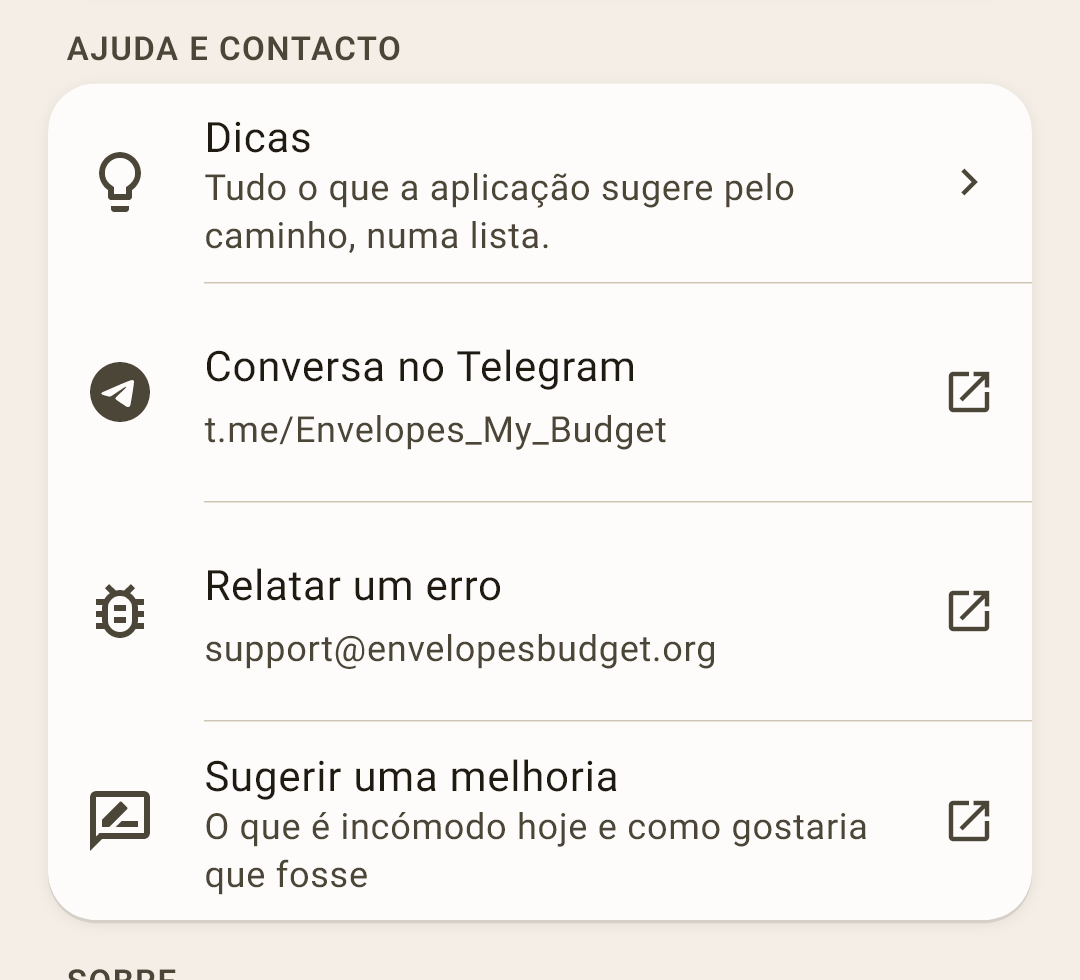 AJUDA E CONTACTO
Dicas
Tudo o que a aplicação sugere pelo
caminho, numa lista.
Conversa no Telegram
t.me/Envelopes_My_Budget
Relatar um erro
support@envelopesbudget.org
Sugerir uma melhoria
O que é incómodo hoje e como gostaria
que fosse
SOBRE